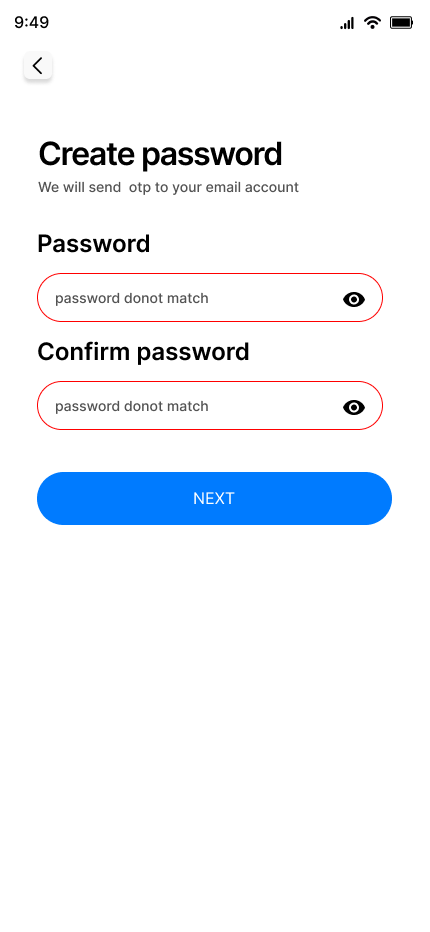 9:49
Create password
We will send  otp to your email account
Password
password donot match
Confirm password
password donot match
NEXT